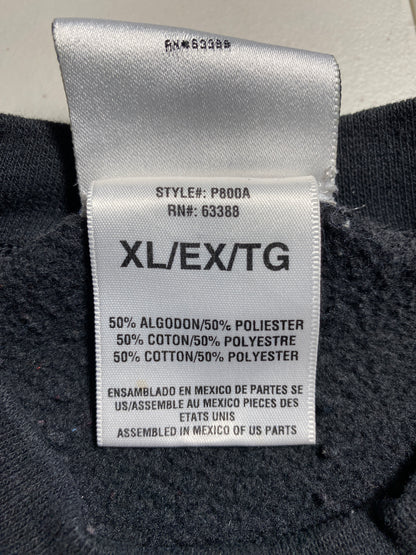 RN#63388
STYLE#: P800A
RN#: 63388
XL/EX/TG
50% ALGODON/50% POLIESTER
50% COTON/50% POLYESTRE
50% COTTON/50% POLYESTER
ENSAMBLADO EN MEXICO DE PARTES SE
US/ASSEMBLE AU MEXIQUO PIECES DES
ETATS UNIS
ASSEMBLED IN MEXICO OF US PARTS